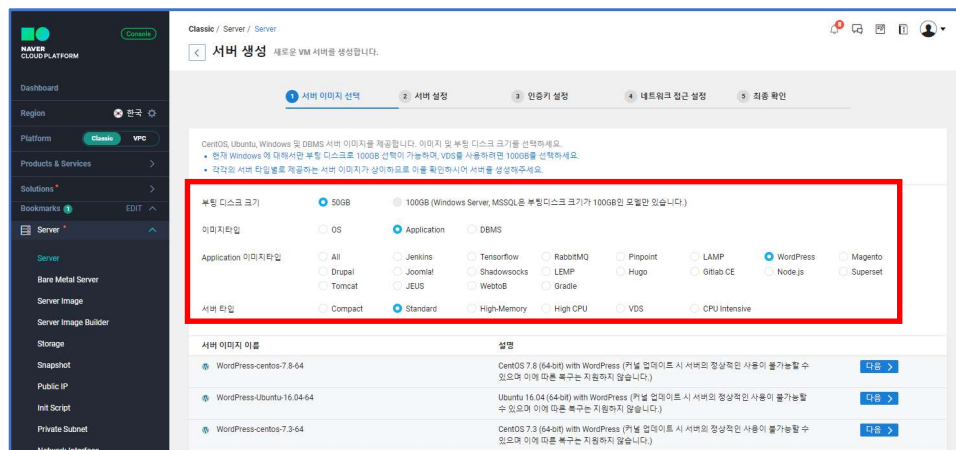 NAVER
CLOUD PLATFORM
Console
Dashboard
Region 한국
Platform Classic VPC
Products & Services
Solutions
Bookmarks 1 EDIT
Server
Server
Bare Metal Server
Server Image
Server Image Builder
Storage
Snapshot
Public IP
Init Script
Private Subnet
Network Interface
Classic / Server / Server
서버 생성 새로운 VM 서버를 생성합니다.
1 서버 이미지 선택 2 서버 설정 3 인증키 설정 4 네트워크 접근 설정 5 최종 확인
CentOS, Ubuntu, Windows 및 DBMS 서버 이미지를 제공합니다. 이미지 및 부팅 디스크 크기를 선택하세요.
• 현재 Windows 에 대해서만 부팅 디스크로 100GB 선택이 가능하며, VDS를 사용하려면 100GB를 선택하세요.
• 각각의 서버 타입별로 제공하는 서버 이미지가 상이하므로 이를 확인하시어 서버를 생성해주세요.
부팅 디스크 크기 50GB 100GB (Windows Server, MSSQL은 부팅디스크 크기가 100GB인 모델만 있습니다.)
이미지타입 OS Application DBMS
Application 이미지타입 All Jenkins Tensorflow RabbitMQ Pinpoint LAMP WordPress Magento
Drupal Joomla! Shadowsocks LEMP Hugo Gitlab CE Node.js Superset
Tomcat JEUS WebtoB Gradle
서버 타입 Compact Standard High-Memory High CPU VDS CPU Intensive
서버 이미지 이름 설명
WordPress-centos-7.8-64 CentOS 7.8 (64-bit) with WordPress (커널 업데이트 시 서버의 정상적인 사용이 불가능할 수
있으며 이에 따른 복구는 지원하지 않습니다.)
다음 >
WordPress-Ubuntu-16.04-64 Ubuntu 16.04 (64-bit) with WordPress (커널 업데이트 시 서버의 정상적인 사용이 불가능할
수 있으며 이에 따른 복구는 지원하지 않습니다.)
다음 >
WordPress-centos-7.3-64 CentOS 7.3 (64-bit) with WordPress (커널 업데이트 시 서버의 정상적인 사용이 불가능할 수
있으며 이에 따른 복구는 지원하지 않습니다.)
다음 >